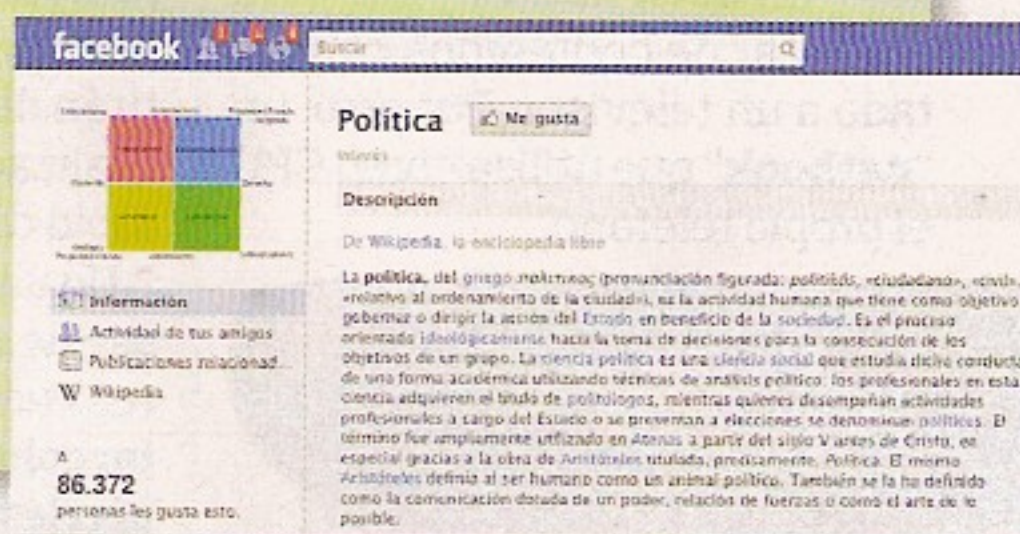 facebook
Buscar
Política Me gusta
Interés
Descripción
De Wikipedia, la enciclopedia libre
La política, del griego (pronunciación figurada: politikós, «ciudadano», «civil»,
«relativo al ordenamiento de la ciudad»), es la actividad humana que tiene como objetivo
gobernar o dirigir la acción del Estado en beneficio de la sociedad. Es el proceso
orientado ideológicamente hacia la toma de decisiones para la consecución de los
objetivos de un grupo. La ciencia política es una ciencia social que estudia dicha conducta
de una forma académica utilizando técnicas de análisis político; los profesionales en esta
ciencia adquieren el título de politólogos, mientras quienes desempeñan actividades
profesionales a cargo del Estado o se presentan a elecciones se denominan políticos. El
término fue ampliamente utilizado en Atenas a partir del siglo V antes de Cristo, en
especial gracias a la obra de Aristóteles titulada, precisamente, Política. El mismo
Aristóteles definía al ser humano como un animal político. También se la ha definido
como la comunicación dotada de un poder, relación de fuerzas o como el arte de lo
posible.
Información
Actividad de tus amigos
Publicaciones relacionad...
W Wikipedia
A
86.372
personas les gusta esto.